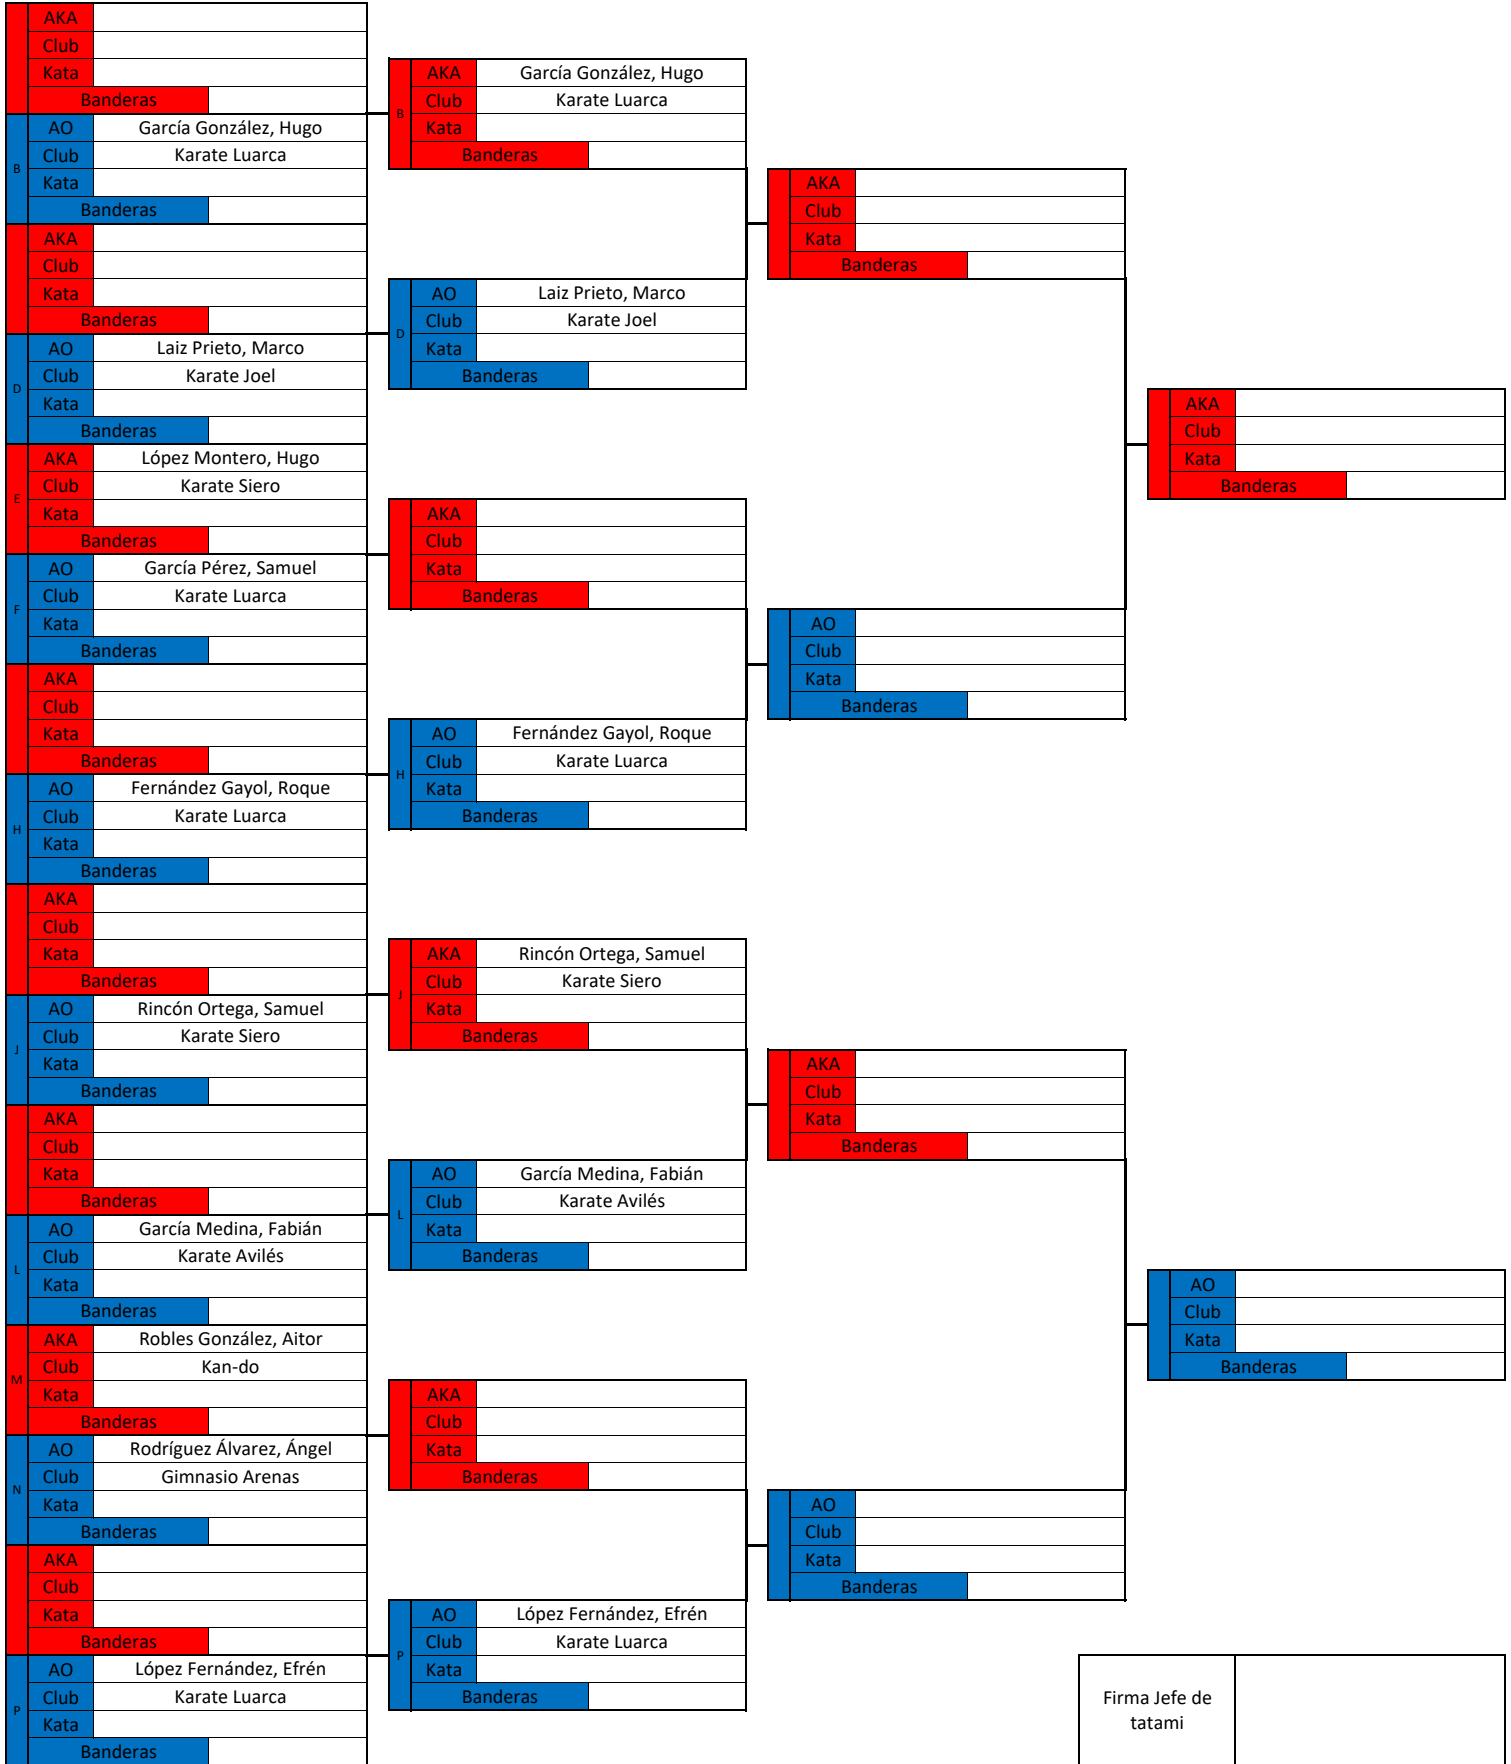 AKA
Club
Kata
Banderas
B
AO García González, Hugo
Club Karate Luarca
Kata
Banderas
AKA
Club
Kata
Banderas
D
AO Laiz Prieto, Marco
Club Karate Joel
Kata
Banderas
E
AKA López Montero, Hugo
Club Karate Siero
Kata
Banderas
F
AO García Pérez, Samuel
Club Karate Luarca
Kata
Banderas
AKA
Club
Kata
Banderas
H
AO Fernández Gayol, Roque
Club Karate Luarca
Kata
Banderas
AKA
Club
Kata
Banderas
J
AO Rincón Ortega, Samuel
Club Karate Siero
Kata
Banderas
AKA
Club
Kata
Banderas
L
AO García Medina, Fabián
Club Karate Avilés
Kata
Banderas
M
AKA Robles González, Aitor
Club Kan-do
Kata
Banderas
N
AO Rodríguez Álvarez, Ángel
Club Gimnasio Arenas
Kata
Banderas
AKA
Club
Kata
Banderas
P
AO López Fernández, Efrén
Club Karate Luarca
Kata
Banderas
B
AKA García González, Hugo
Club Karate Luarca
Kata
Banderas
D
AO Laiz Prieto, Marco
Club Karate Joel
Kata
Banderas
AKA
Club
Kata
Banderas
H
AO Fernández Gayol, Roque
Club Karate Luarca
Kata
Banderas
J
AKA Rincón Ortega, Samuel
Club Karate Siero
Kata
Banderas
L
AO García Medina, Fabián
Club Karate Avilés
Kata
Banderas
AKA
Club
Kata
Banderas
P
AO López Fernández, Efrén
Club Karate Luarca
Kata
Banderas
AKA
Club
Kata
Banderas
AO
Club
Kata
Banderas
AKA
Club
Kata
Banderas
AO
Club
Kata
Banderas
AKA
Club
Kata
Banderas
AO
Club
Kata
Banderas
Firma Jefe de
tatami